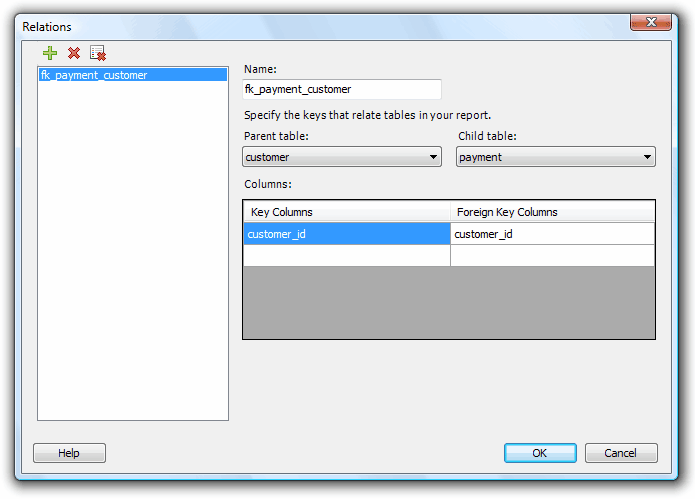 Relations
fk_payment_customer
Name:
fk_payment_customer
Specify the keys that relate tables in your report.
Parent table: Child table:
customer payment
Columns:
Key Columns Foreign Key Columns
customer_id customer_id
Help OK Cancel